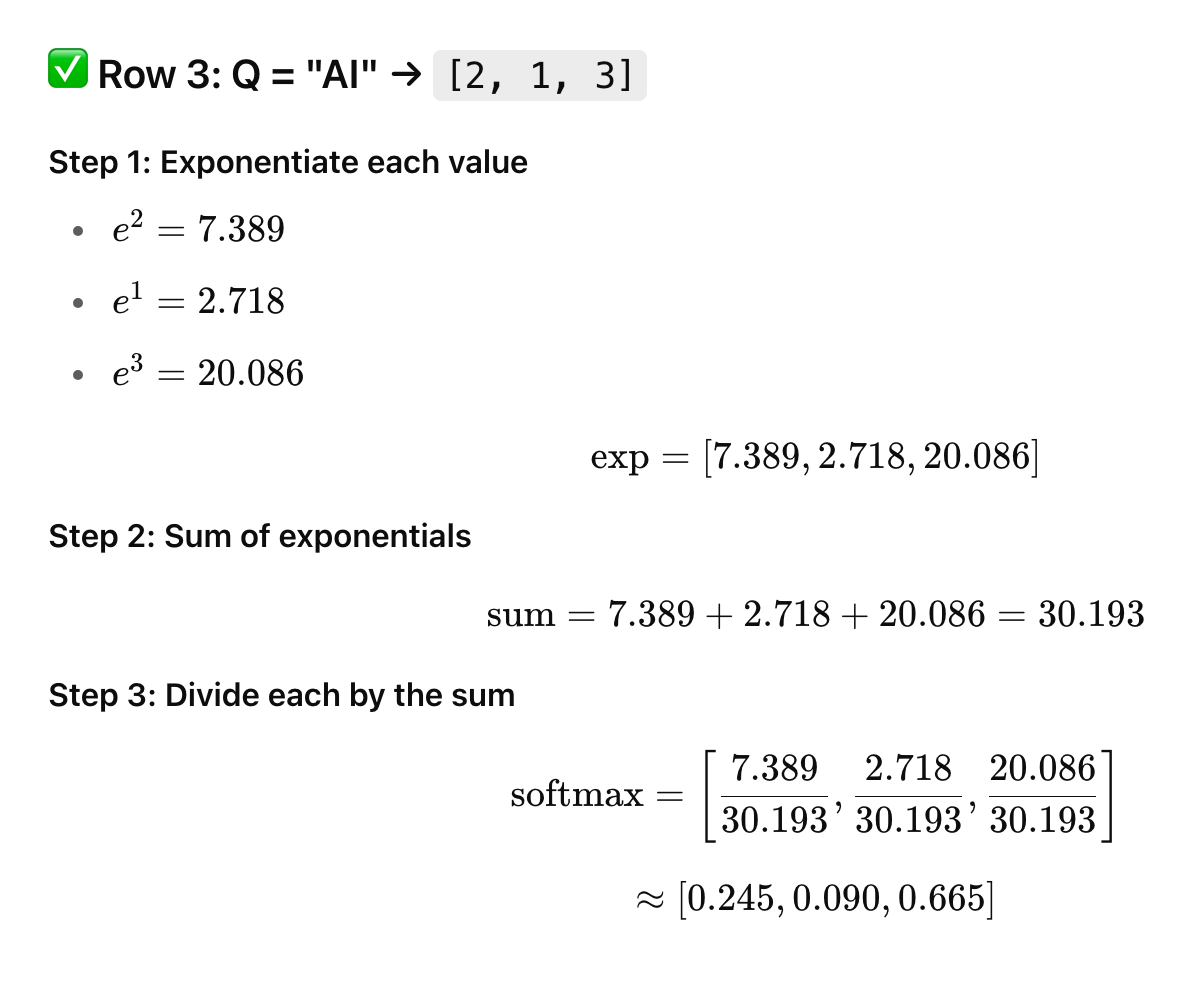 ✅ Row 3: Q = "AI" → [2, 1, 3]
Step 1: Exponentiate each value
• e² = 7.389
• e¹ = 2.718
• e³ = 20.086
exp = [7.389, 2.718, 20.086]
Step 2: Sum of exponentials
sum = 7.389 + 2.718 + 20.086 = 30.193
Step 3: Divide each by the sum
softmax = [7.389/30.193, 2.718/30.193, 20.086/30.193]
≈ [0.245, 0.090, 0.665]